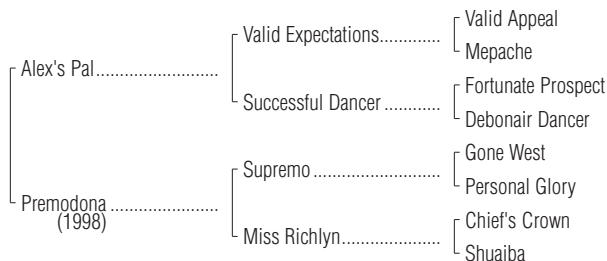 Valid Appeal
Valid Expectations.............
Mepache
Alex's Pal..........................
Fortunate Prospect
Successful Dancer ............
Debonair Dancer
Gone West
Supremo ...........................
Personal Glory
Premodona .......................
(1998)
Chief's Crown
Miss Richlyn.....................
Shuaiba